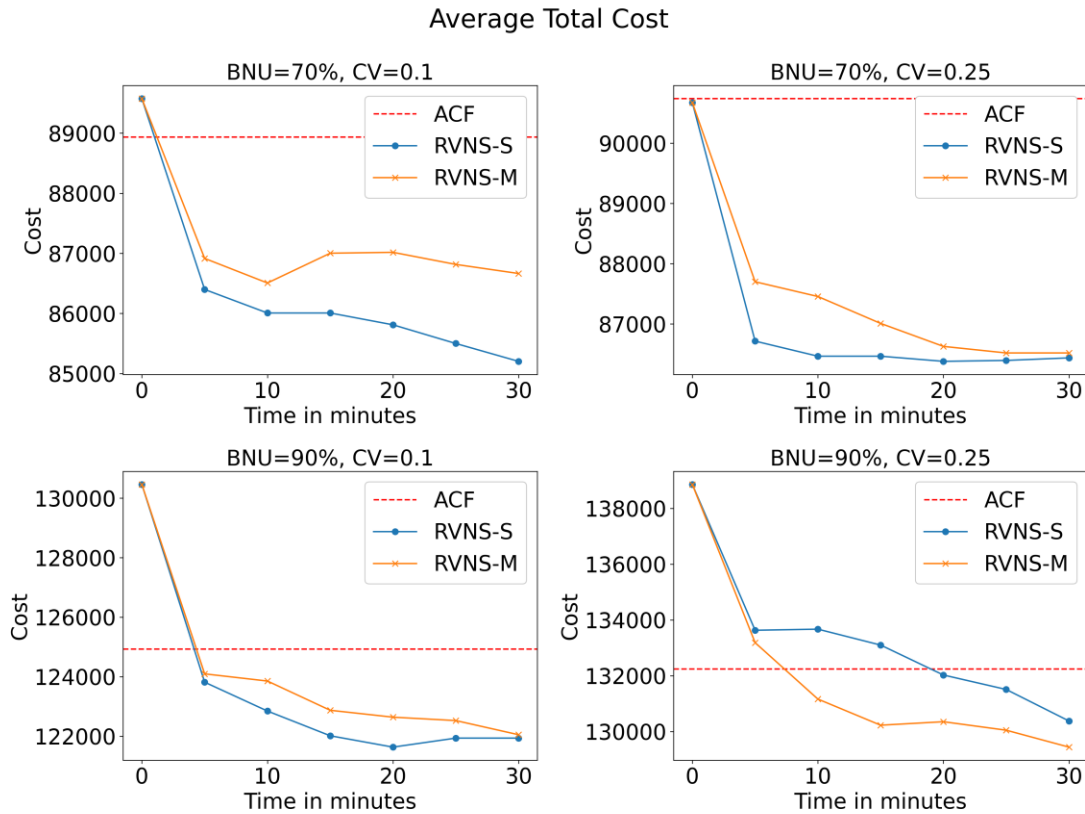 Average Total Cost
BNU=70%, CV=0.1
89000
88000
87000
86000
85000
Cost
0
10
20
30
Time in minutes
ACF
RVNS-S
RVNS-M
BNU=70%, CV=0.25
90000
89000
88000
87000
Cost
0
10
20
30
Time in minutes
ACF
RVNS-S
RVNS-M
BNU=90%, CV=0.1
130000
128000
126000
124000
122000
Cost
0
10
20
30
Time in minutes
ACF
RVNS-S
RVNS-M
BNU=90%, CV=0.25
138000
136000
134000
132000
130000
Cost
0
10
20
30
Time in minutes
ACF
RVNS-S
RVNS-M